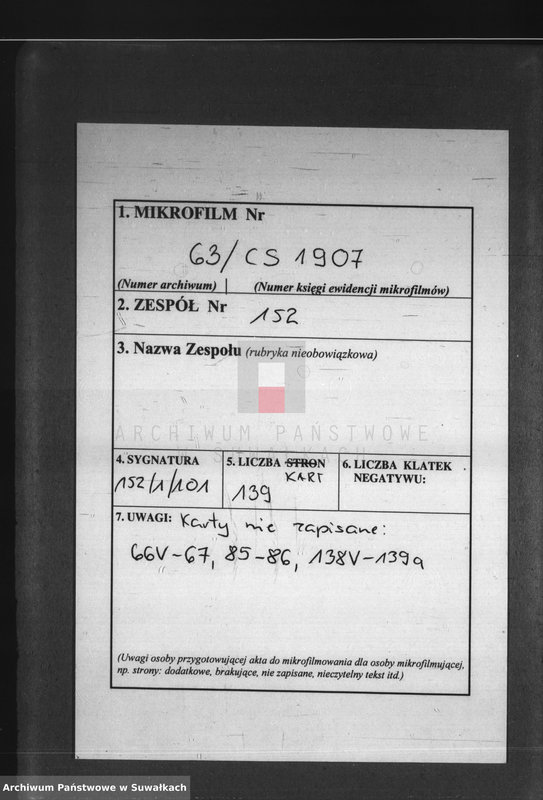 1. MIKROFILM Nr
63/CS 1907
(Numer archiwum) | (Numer księgi ewidencji mikrofilmów)
2. ZESPÓŁ Nr
152
3. Nazwa Zespołu (rubryka nieobowiązkowa)
ARCHIWUM PAŃSTWOWE
W SUWAŁKACH
4. SYGNATURA
152/1/101
5. LICZBA STRON
KART
139
6. LICZBA KLATEK
NEGATYWU:
7. UWAGI: Karty nie zapisane:
66V-67, 85-86, 138V-139a
(Uwagi osoby przygotowującej akta do mikrofilmowania dla osoby mikrofilmującej,
np. strony: dodatkowe, brakujące, nie zapisane, nieczytelny tekst itd.)
Archiwum Państwowe w Suwałkach